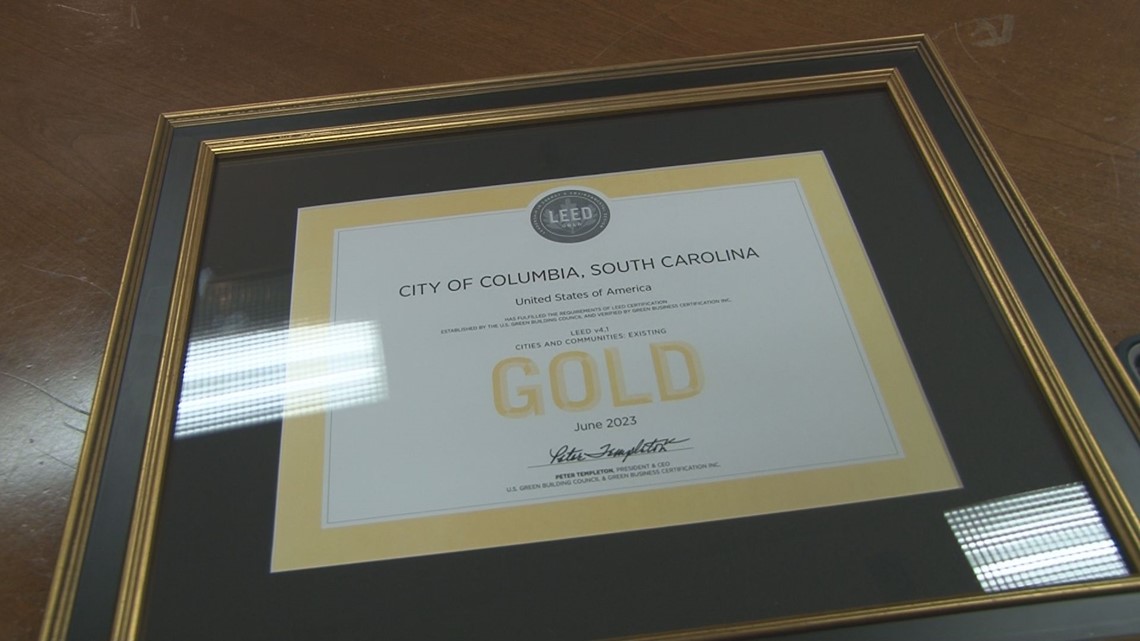 LEED
CITY OF COLUMBIA, SOUTH CAROLINA
United States of America
HAS FULFILLED THE REQUIREMENTS OF LEED CERTIFICATION
ESTABLISHED BY THE U.S. GREEN BUILDING COUNCIL AND VERIFIED BY GREEN BUSINESS CERTIFICATION INC.
LEED v4.1
CITIES AND COMMUNITIES: EXISTING
GOLD
June 2023
Peter Templeton
PETER TEMPLETON, PRESIDENT & CEO
U.S. GREEN BUILDING COUNCIL & GREEN BUSINESS CERTIFICATION INC.